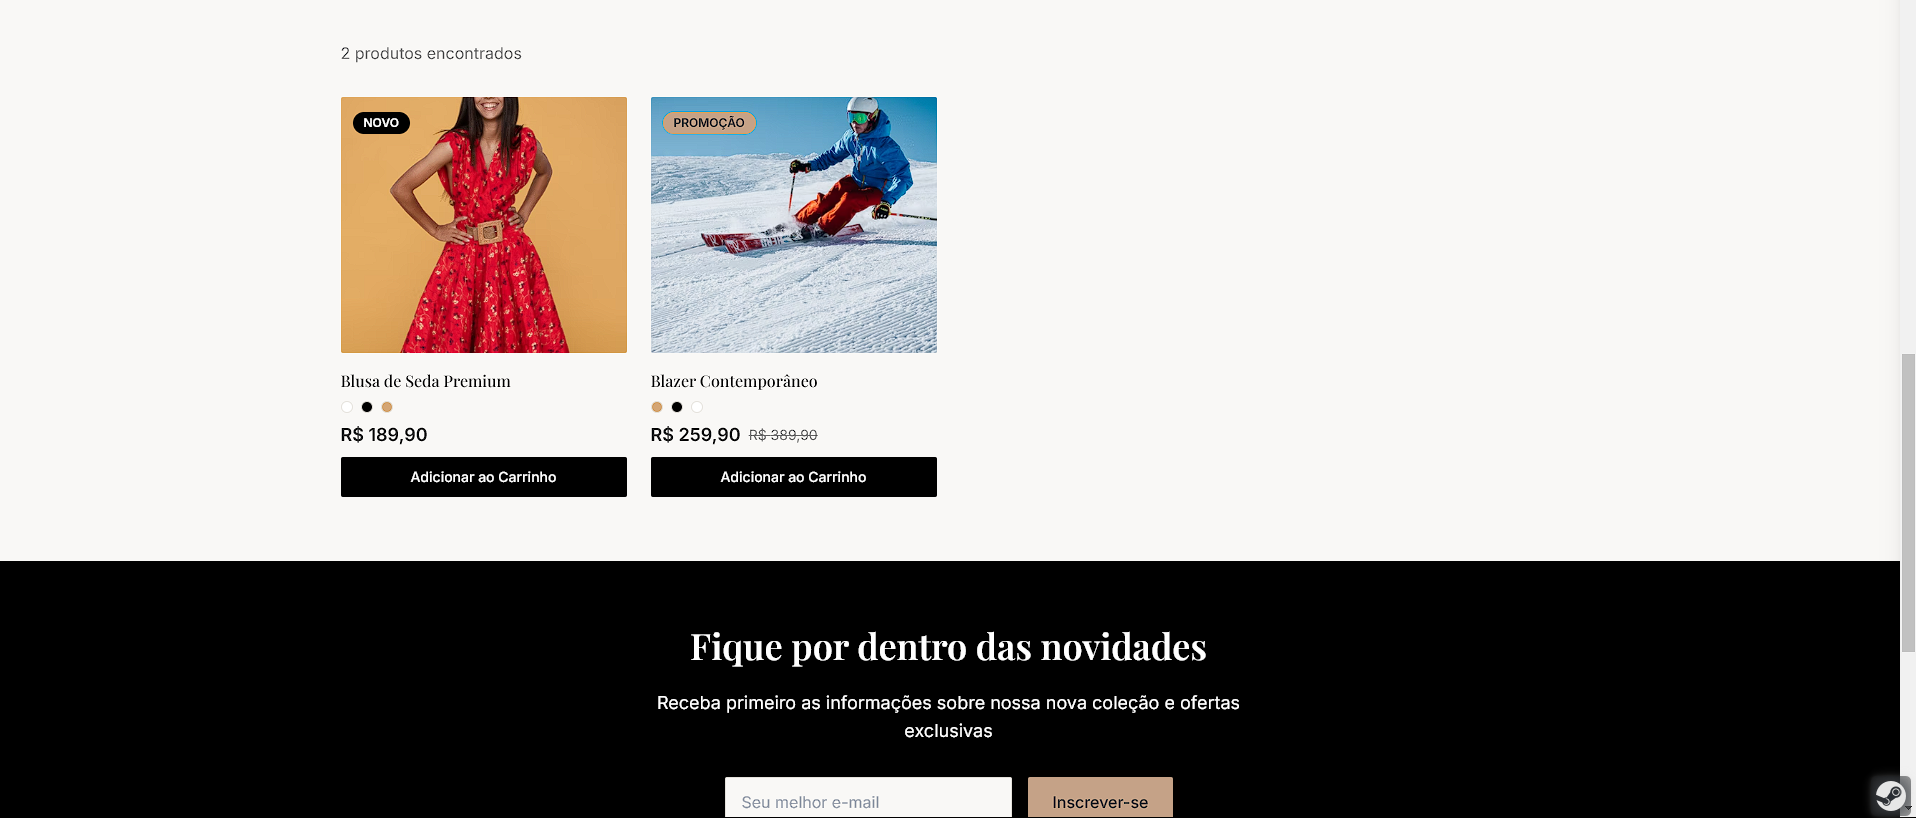 2 produtos encontrados
NOVO
PROMOÇÃO
Blusa de Seda Premium
Blazer Contemporâneo
R$ 189,90
R$ 259,90 R$ 389,90
Adicionar ao Carrinho
Adicionar ao Carrinho
Fique por dentro das novidades
Receba primeiro as informações sobre nossa nova coleção e ofertas
exclusivas
Seu melhor e-mail
Inscrever-se